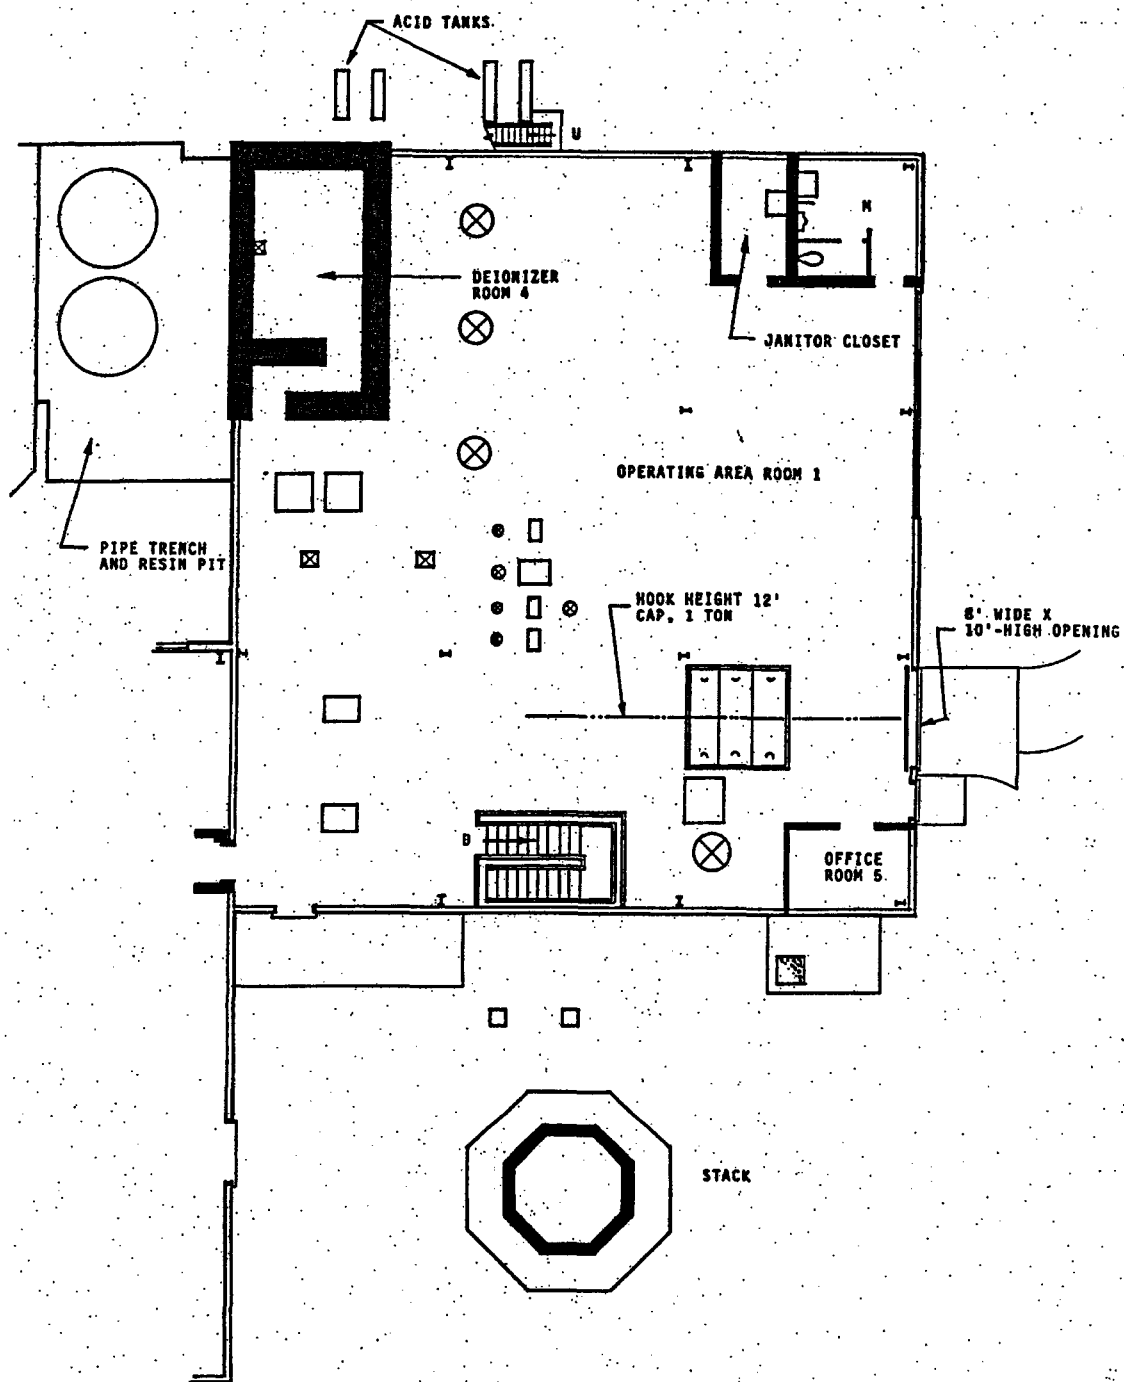 ACID TANKS
U
M
DEIONIZER
ROOM 4
JANITOR CLOSET
OPERATING AREA ROOM 1
PIPE TRENCH
AND RESIN PIT
HOOK HEIGHT 12'
CAP. 1 TON
8' WIDE X
10'-HIGH OPENING
D
OFFICE
ROOM 5
STACK